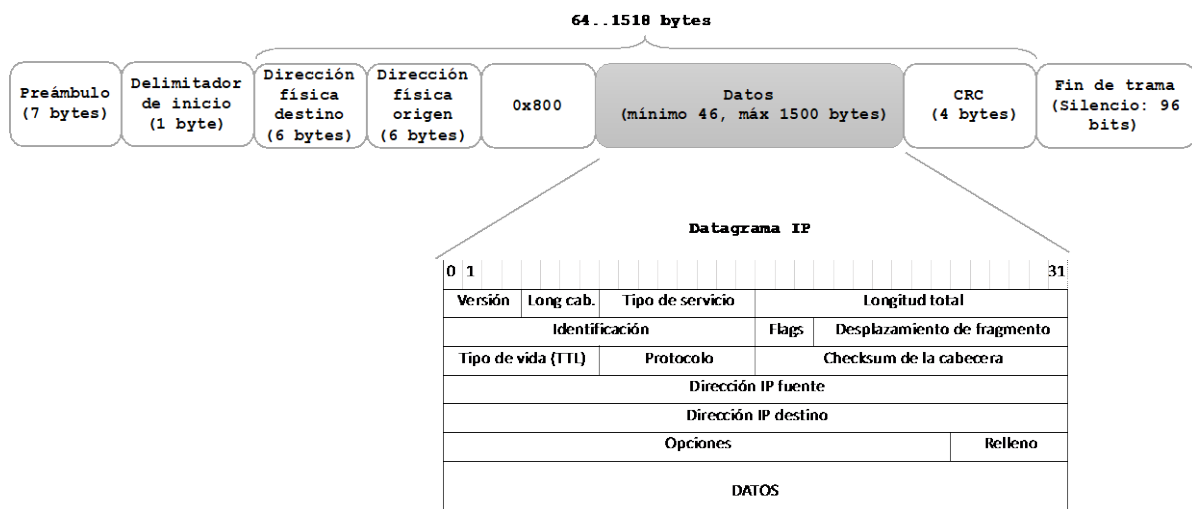 64..1518 bytes
Preámbulo
(7 bytes)
Delimitador
de inicio
(1 byte)
Dirección
física
destino
(6 bytes)
Dirección
física
origen
(6 bytes)
0x800
Datos
(mínimo 46, máx 1500 bytes)
CRC
(4 bytes)
Fin de trama
(Silencio: 96
bits)
Datagrama IP
0 1 31
Versión Long cab. Tipo de servicio Longitud total
Identificación Flags Desplazamiento de fragmento
Tipo de vida (TTL) Protocolo Checksum de la cabecera
Dirección IP fuente
Dirección IP destino
Opciones Relleno
DATOS